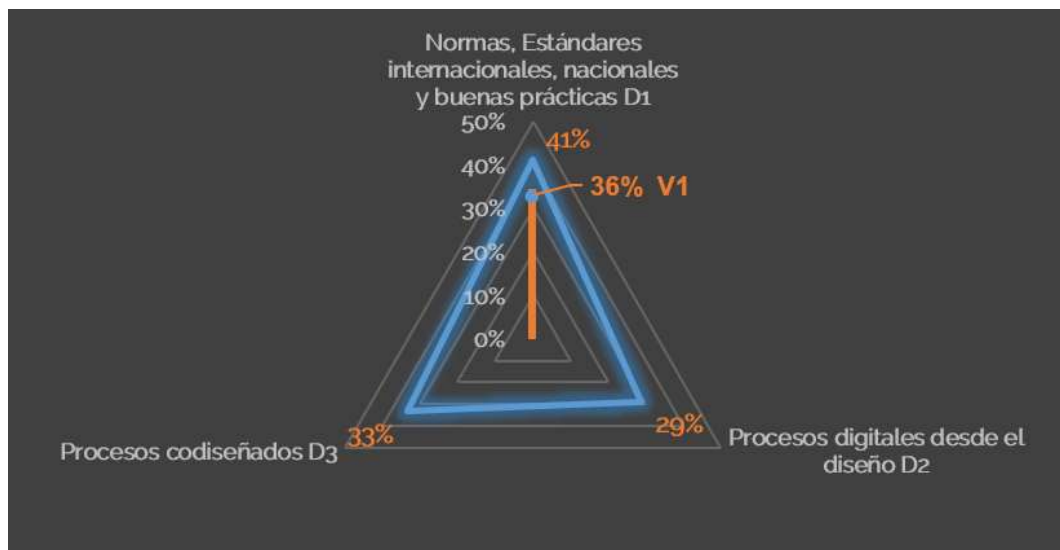 Normas, Estándares
internacionales, nacionales
y buenas prácticas D1
50%
41%
40%
36% V1
30%
20%
10%
0%
33%
29%
Procesos codiseñados D3
Procesos digitales desde el
diseño D2